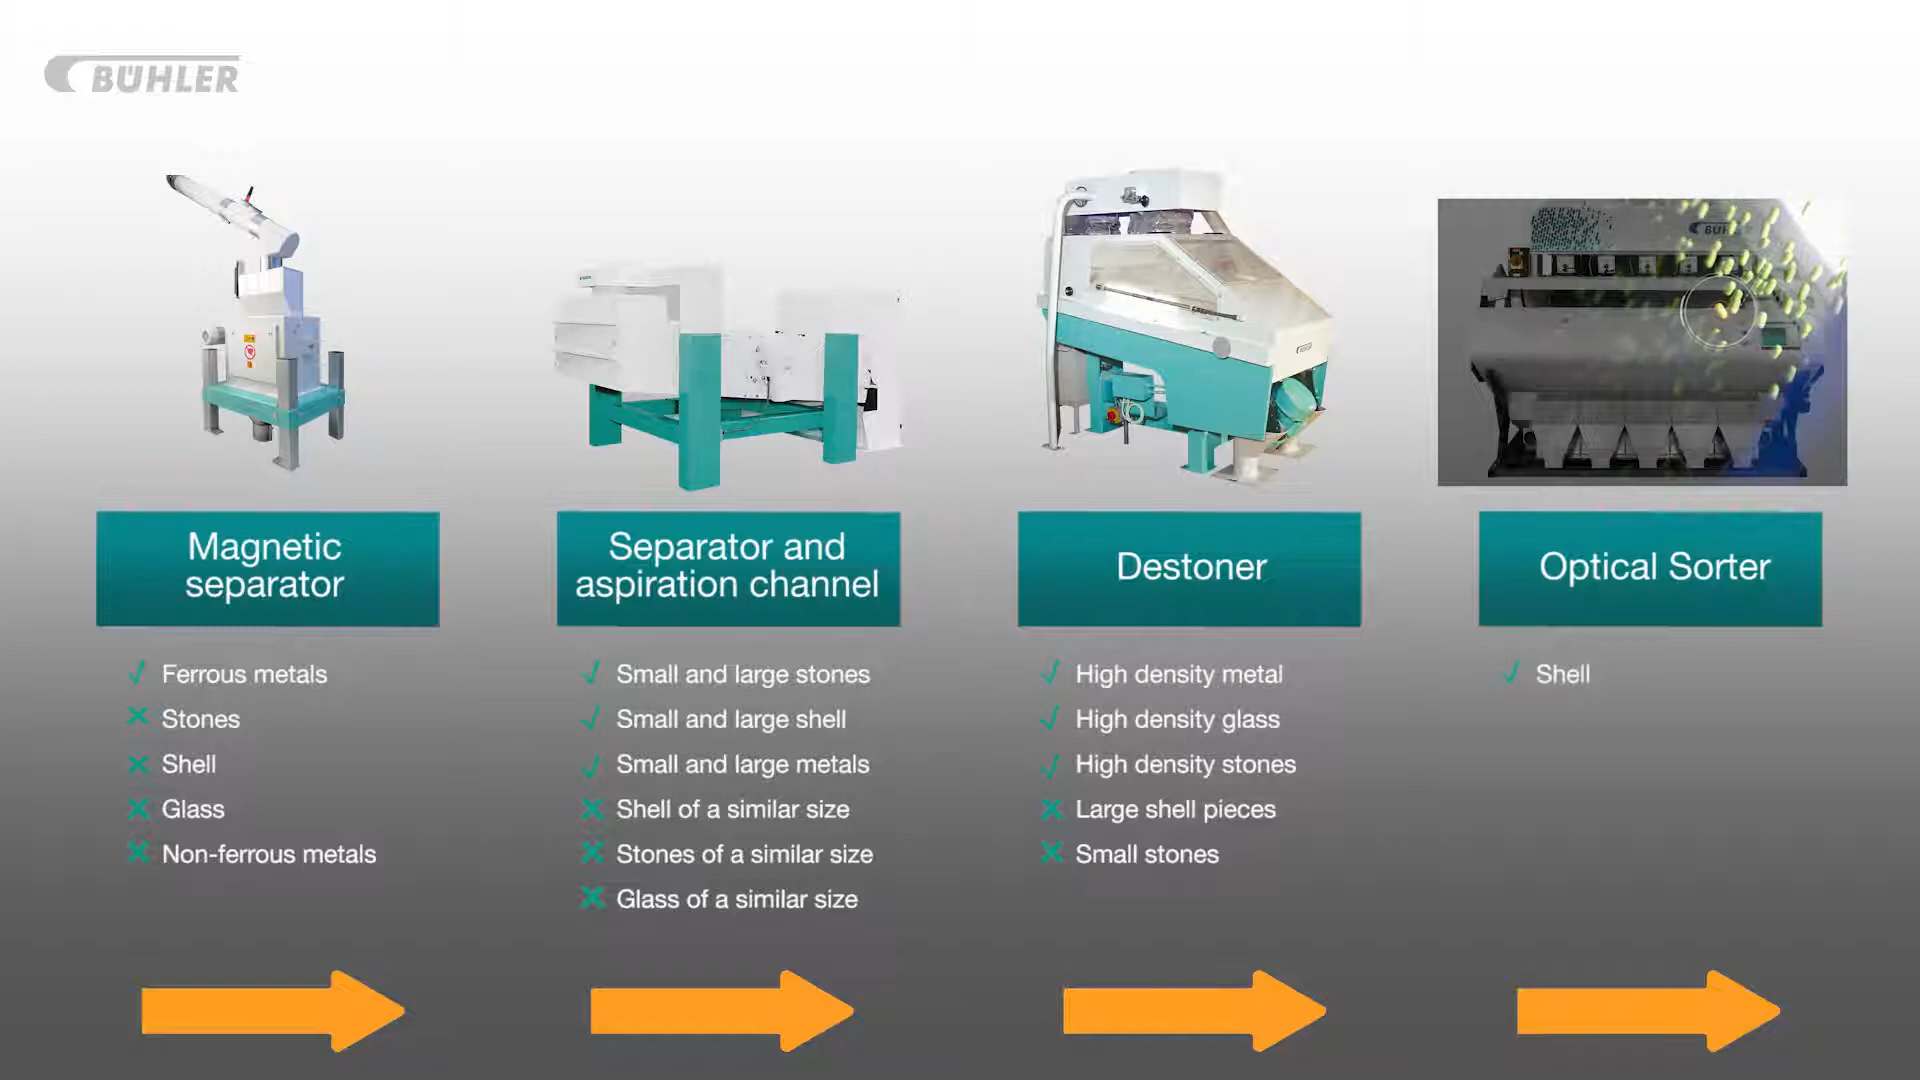 BÜHLER
Magnetic
separator
Ferrous metals
Stones
Shell
Glass
Non-ferrous metals
Separator and
aspiration channel
Small and large stones
Small and large shell
Small and large metals
Shell of a similar size
Stones of a similar size
Glass of a similar size
Destoner
High density metal
High density glass
High density stones
Large shell pieces
Small stones
Optical Sorter
Shell